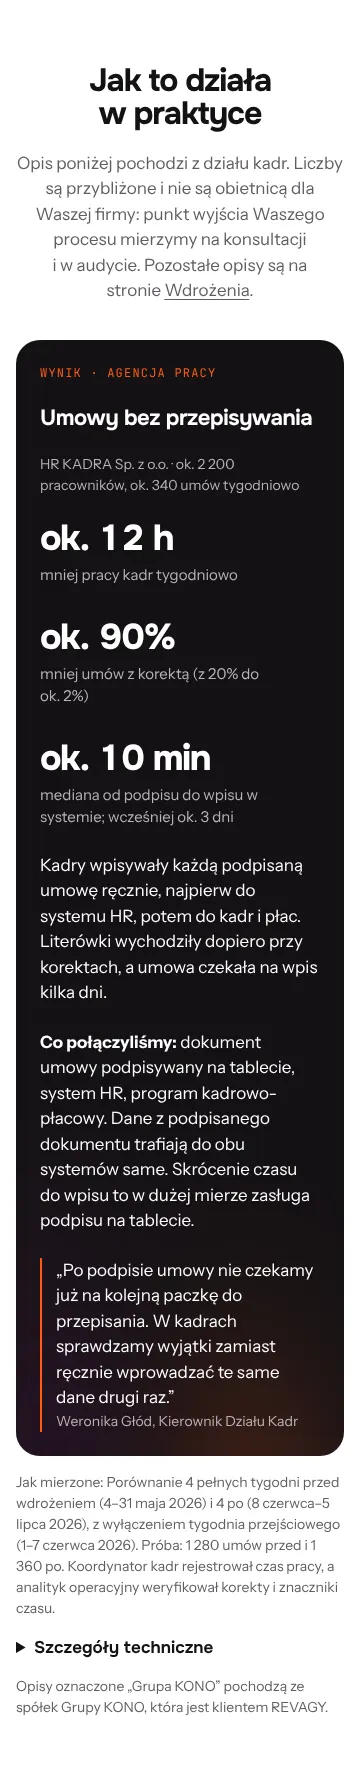 Jak to działa
w praktyce
Opis poniżej pochodzi z działu kadr. Liczby
są przybliżone i nie są obietnicą dla
Waszej firmy: punkt wyjścia Waszego
procesu mierzymy na konsultacji
i w audycie. Pozostałe opisy są na
stronie Wdrożenia.
WYNIK · AGENCJA PRACY
Umowy bez przepisywania
HR KADRA Sp. z o.o. · ok. 2 200
pracowników, ok. 340 umów tygodniowo
ok. 12 h
mniej pracy kadr tygodniowo
ok. 90%
mniej umów z korektą (z 20% do
ok. 2%)
ok. 10 min
mediana od podpisu do wpisu w
systemie; wcześniej ok. 3 dni
Kadry wpisywały każdą podpisaną
umowę ręcznie, najpierw do
systemu HR, potem do kadr i płac.
Literówki wychodziły dopiero przy
korektach, a umowa czekała na wpis
kilka dni.
Co połączyliśmy: dokument
umowy podpisywany na tablecie,
system HR, program kadrowo-
płacowy. Dane z podpisanego
dokumentu trafiają do obu
systemów same. Skrócenie czasu
do wpisu to w dużej mierze zasługa
podpisu na tablecie.
„Po podpisie umowy nie czekamy
już na kolejną paczkę do
przepisania. W kadrach
sprawdzamy wyjątki zamiast
ręcznie wprowadzać te same
dane drugi raz.”
Weronika Głód, Kierownik Działu Kadr
Jak mierzone: Porównanie 4 pełnych tygodni przed
wdrożeniem (4–31 maja 2026) i 4 po (8 czerwca–5
lipca 2026), z wyłączeniem tygodnia przejściowego
(1–7 czerwca 2026). Próba: 1 280 umów przed i 1
360 po. Koordynator kadr rejestrował czas pracy, a
analityk operacyjny weryfikował korekty i znaczniki
czasu.
▶ Szczegóły techniczne
Opisy oznaczone „Grupa KONO” pochodzą ze
spółek Grupy KONO, która jest klientem REVAGY.